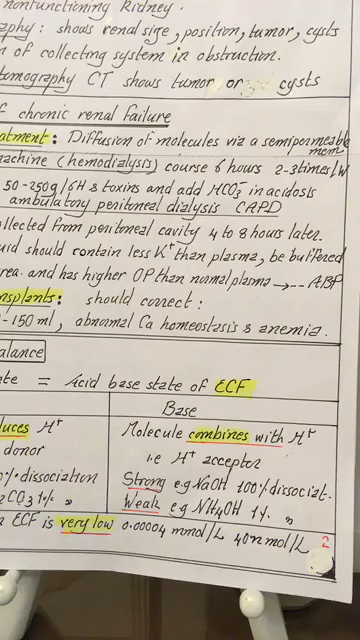 nonfunctioning Kidney.
aphy: shows renal size, position, tumor, cysts
n of collecting system in obstruction.
tomography CT shows tumor or cysts
f chronic renal failure
atment: Diffusion of molecules via a semipermeable mem
machine (hemodialysis) course 6 hours 2-3times/W
50-250g/6H & toxins and add HCO3⁻ in acidosis
ambulatory peritoneal dialysis CAPD
llected from peritoneal cavity 4 to 8 hours later.
uid should contain less K⁺ than plasma, be buffered
rea. and has higher OP than normal plasma → -- ABP
nsplants: should correct:
-150 ml, abnormal Ca homeostasis & anemia.
alance
ate = Acid base state of ECF
Base
duces H⁺ Molecule combines with H⁺
donor i.e H⁺ acceptor
% dissociation Strong e.g NaOH 100% dissociat.
2CO3 1% " Weak e.g NH4OH 1% "
n ECF is very low 0.00004 mmol/L 40 n mol/L
2